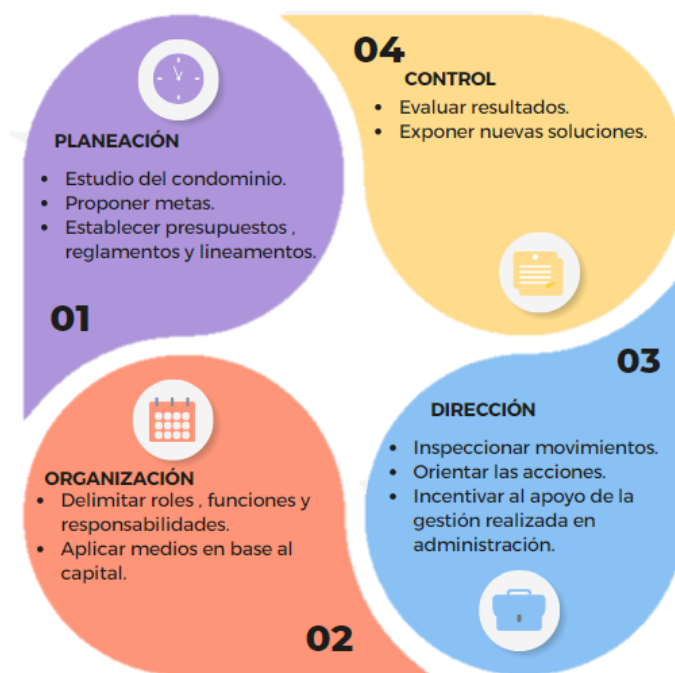 PLANEACIÓN
• Estudio del condominio.
• Proponer metas.
• Establecer presupuestos ,
reglamentos y lineamentos.
01
ORGANIZACIÓN
• Delimitar roles , funciones y
responsabilidades.
• Aplicar medios en base al
capital.
02
03
DIRECCIÓN
• Inspeccionar movimientos.
• Orientar las acciones.
• Incentivar al apoyo de la
gestión realizada en
administración.
04
CONTROL
• Evaluar resultados.
• Exponer nuevas soluciones.